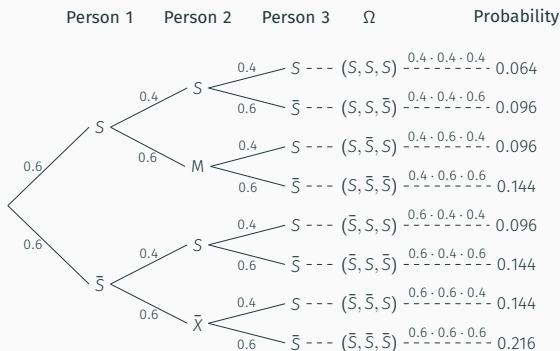 Person 1 Person 2 Person 3 Ω Probability
0.4 S (S, S, S) 0.4 · 0.4 · 0.4 0.064
0.4 S
0.6 S̄ (S, S, S̄) 0.4 · 0.4 · 0.6 0.096
S
0.4 S (S, S̄, S) 0.4 · 0.6 · 0.4 0.096
0.6 0.6 M
0.6 S̄ (S, S̄, S̄) 0.4 · 0.6 · 0.6 0.144
0.4 S (S̄, S, S) 0.6 · 0.4 · 0.4 0.096
0.6 0.4 S
0.6 S̄ (S̄, S, S̄) 0.6 · 0.4 · 0.6 0.144
S̄
0.4 S (S̄, S̄, S) 0.6 · 0.6 · 0.4 0.144
0.6 X̄
0.6 S̄ (S̄, S̄, S̄) 0.6 · 0.6 · 0.6 0.216